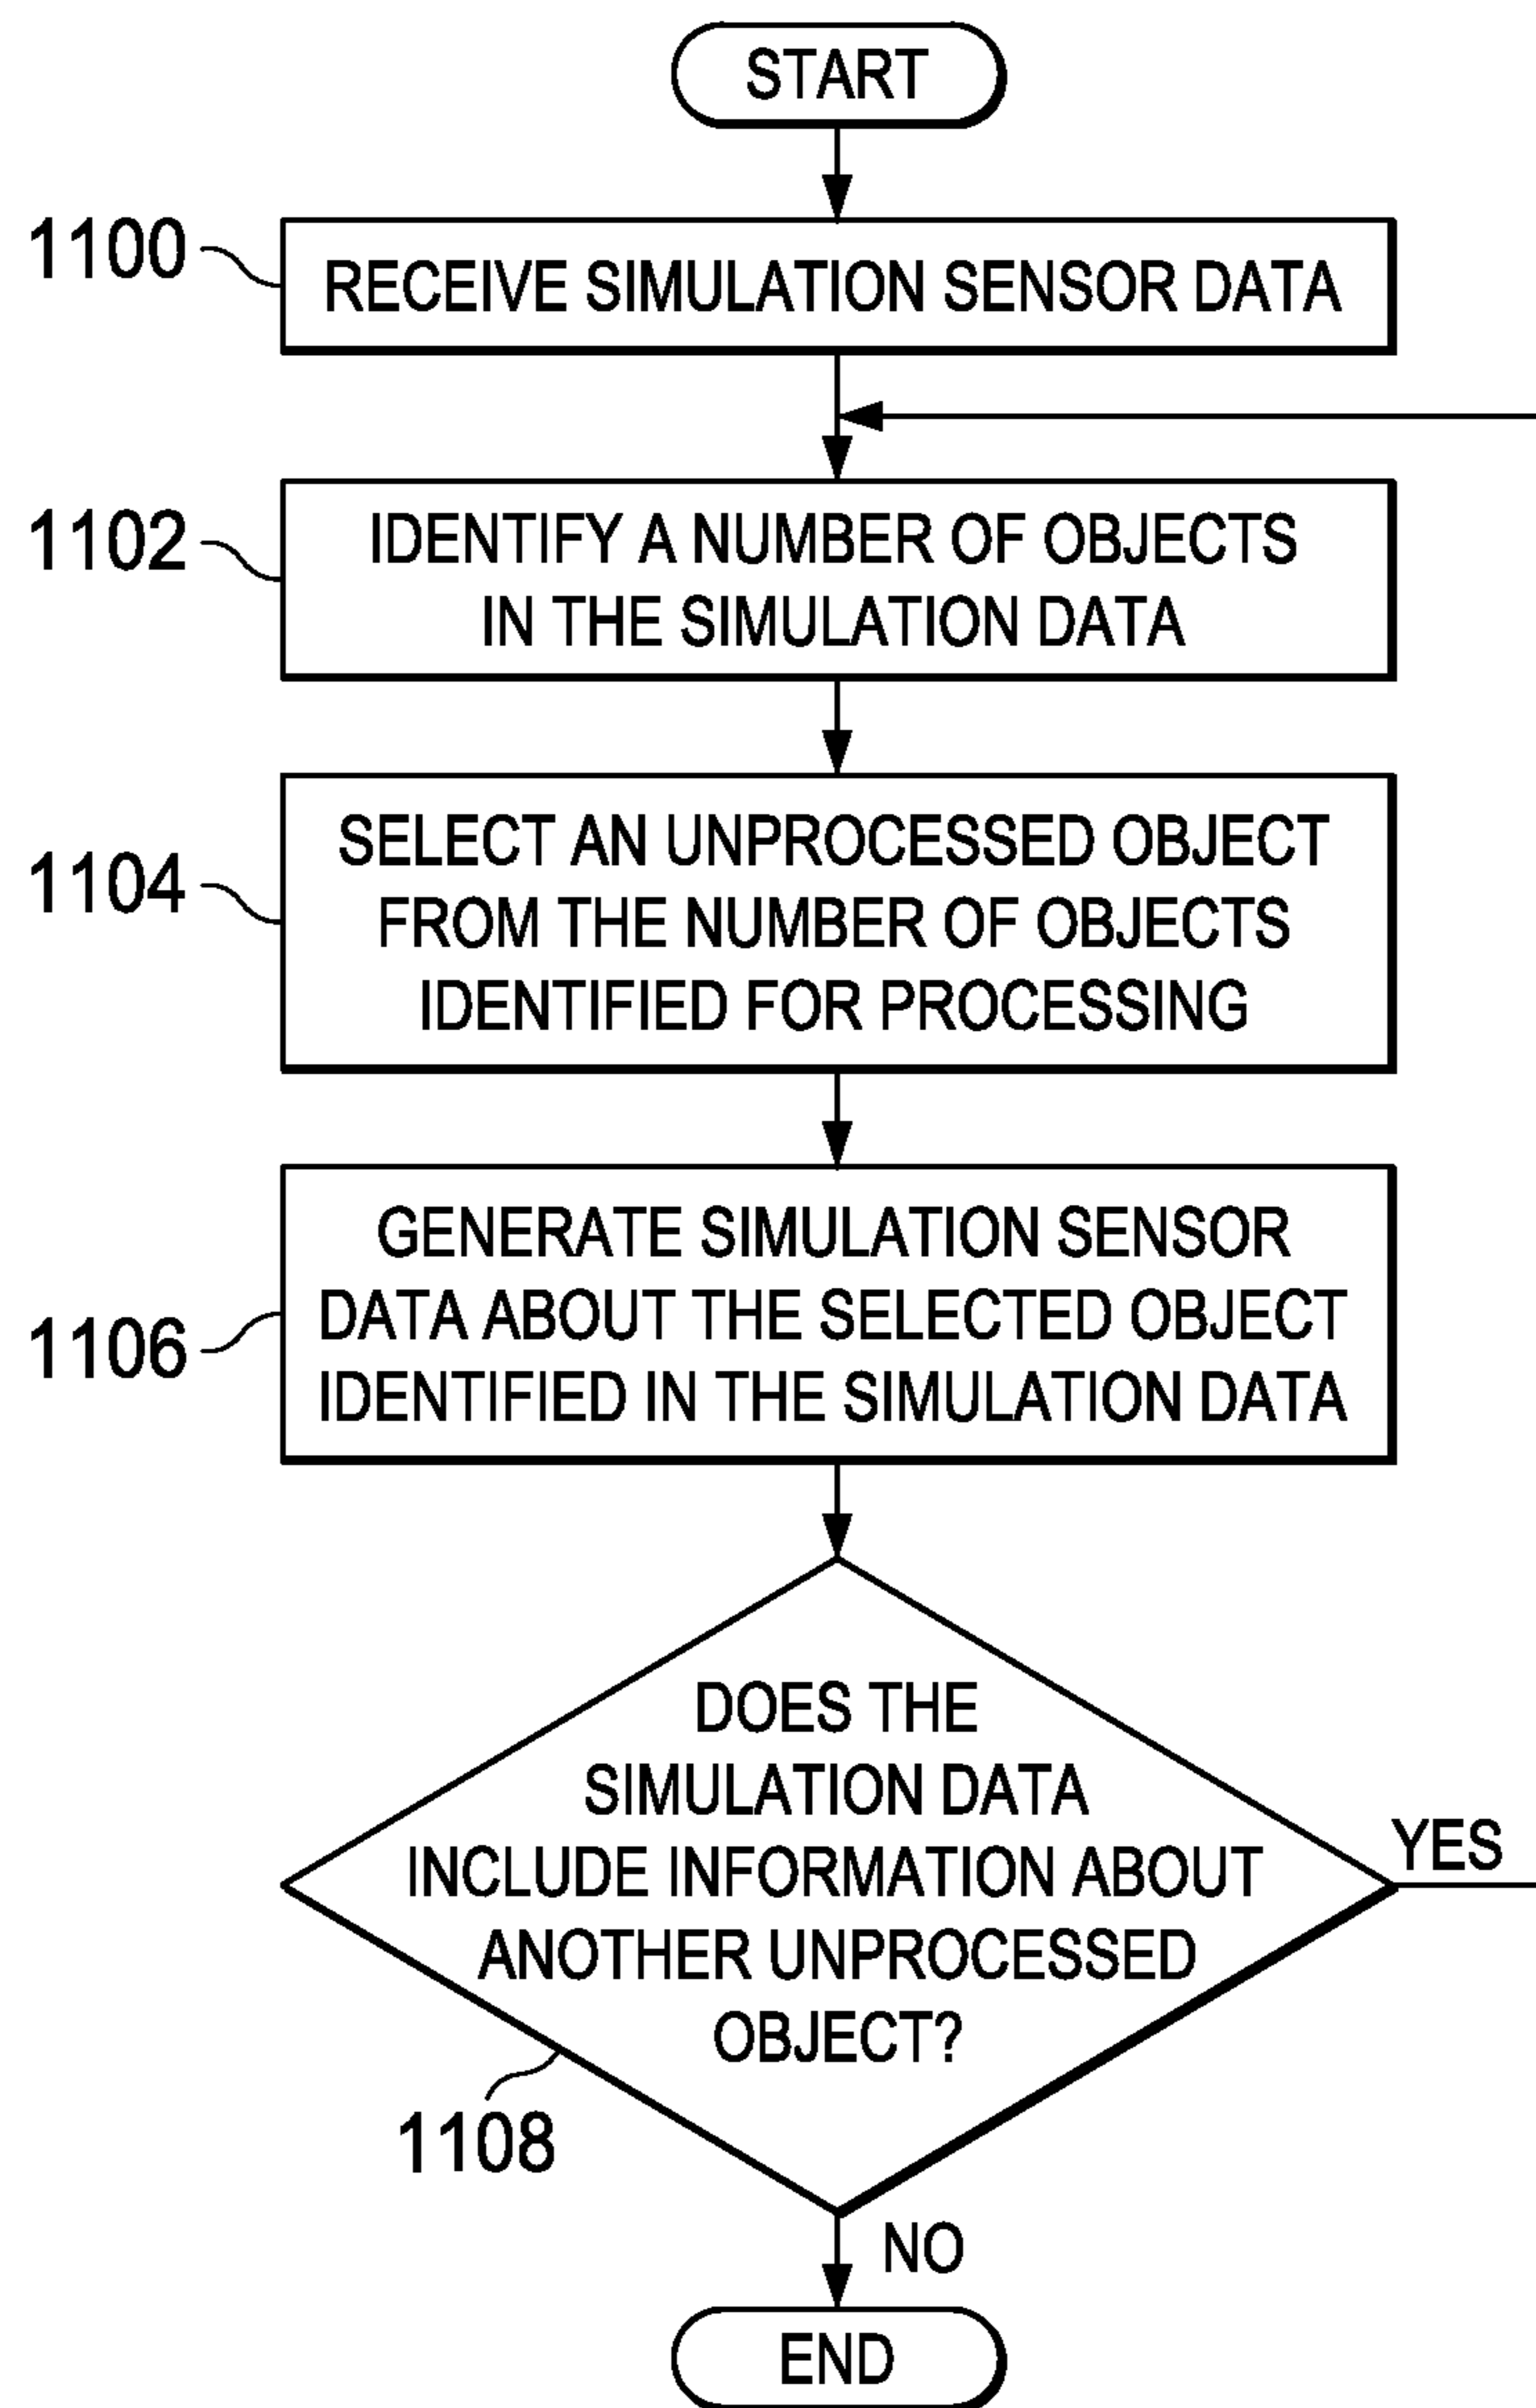 START
1100
RECEIVE SIMULATION SENSOR DATA
1102
IDENTIFY A NUMBER OF OBJECTS
IN THE SIMULATION DATA
1104
SELECT AN UNPROCESSED OBJECT
FROM THE NUMBER OF OBJECTS
IDENTIFIED FOR PROCESSING
1106
GENERATE SIMULATION SENSOR
DATA ABOUT THE SELECTED OBJECT
IDENTIFIED IN THE SIMULATION DATA
DOES THE
SIMULATION DATA
INCLUDE INFORMATION ABOUT
ANOTHER UNPROCESSED
OBJECT?
YES
1108
NO
END